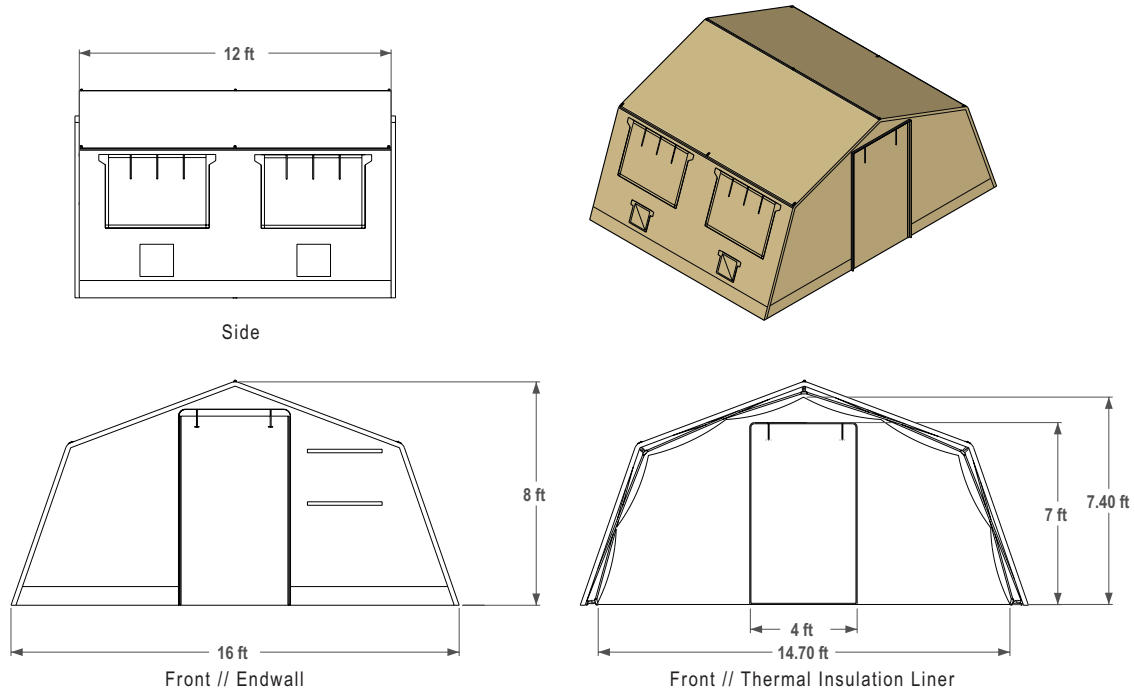 12 ft
Side
8 ft
16 ft
Front // Endwall
7.40 ft
7 ft
4 ft
14.70 ft
Front // Thermal Insulation Liner